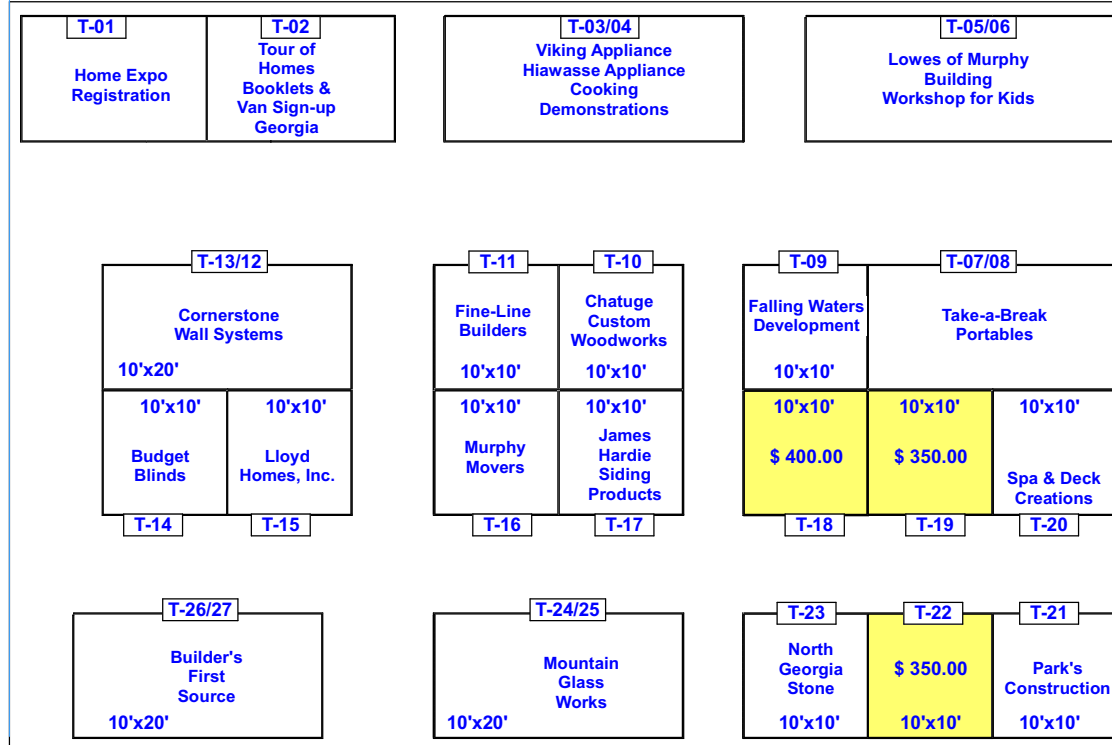 T-01
Home Expo
Registration
T-02
Tour of
Homes
Booklets &
Van Sign-up
Georgia
T-03/04
Viking Appliance
Hiawasse Appliance
Cooking
Demonstrations
T-05/06
Lowes of Murphy
Building
Workshop for Kids
T-13/12
Cornerstone
Wall Systems
10'x20'
T-11
Fine-Line
Builders
10'x10'
T-10
Chatuge
Custom
Woodworks
10'x10'
T-09
Falling Waters
Development
10'x10'
T-07/08
Take-a-Break
Portables
10'x10'
Budget
Blinds
T-14
10'x10'
Lloyd
Homes, Inc.
T-15
10'x10'
Murphy
Movers
T-16
10'x10'
James
Hardie
Siding
Products
T-17
10'x10'
$ 400.00
T-18
10'x10'
$ 350.00
T-19
10'x10'
Spa & Deck
Creations
T-20
T-26/27
Builder's
First
Source
10'x20'
T-24/25
Mountain
Glass
Works
10'x20'
T-23
North
Georgia
Stone
10'x10'
T-22
$ 350.00
10'x10'
T-21
Park's
Construction
10'x10'